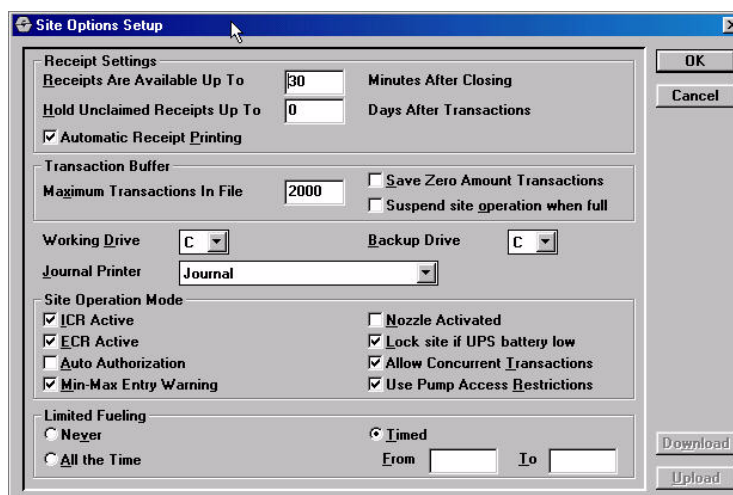 Site Options Setup
OK
Cancel
Receipt Settings
Receipts Are Available Up To 30 Minutes After Closing
Hold Unclaimed Receipts Up To 0 Days After Transactions
Automatic Receipt Printing
Transaction Buffer
Maximum Transactions In File 2000
Save Zero Amount Transactions
Suspend site operation when full
Working Drive C Backup Drive C
Journal Printer Journal
Site Operation Mode
ICR Active Nozzle Activated
ECR Active Lock site if UPS battery low
Auto Authorization Allow Concurrent Transactions
Min-Max Entry Warning Use Pump Access Restrictions
Limited Fueling
Never Timed
All the Time From To
Download
Upload